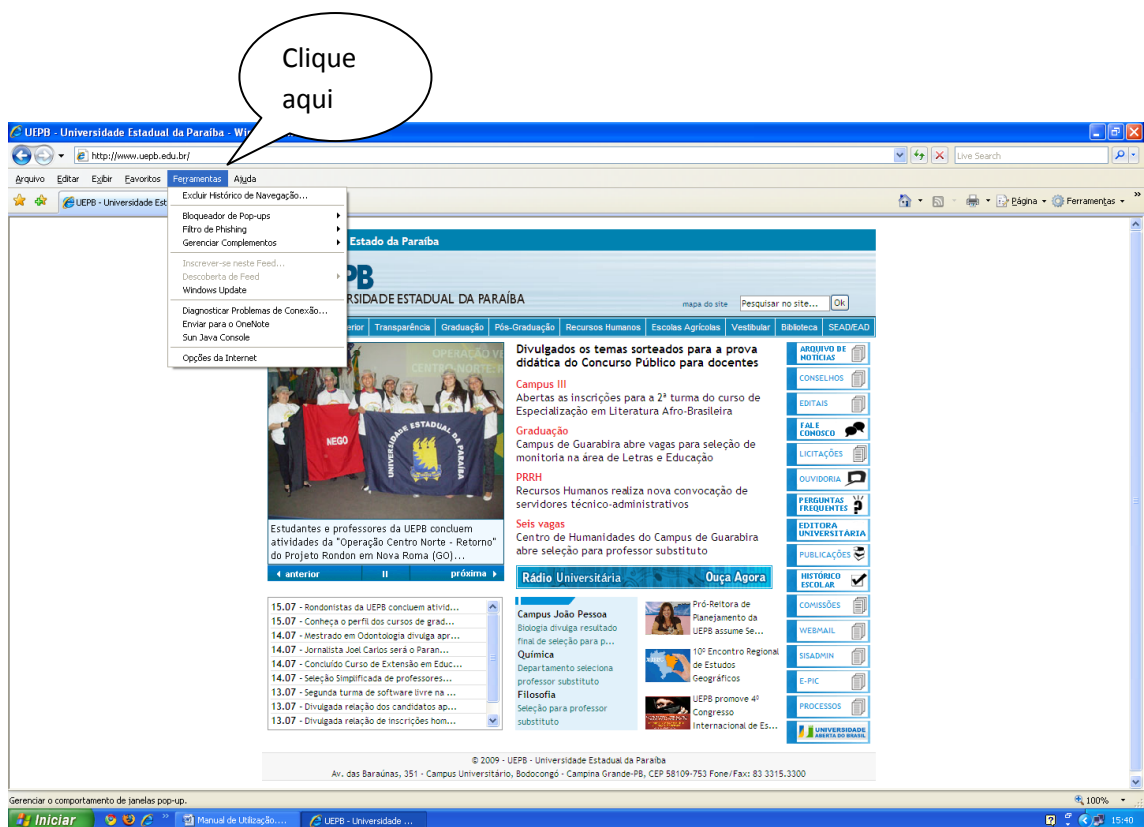 Clique
aqui
UEPB - Universidade Estadual da Paraíba - Wi
http://www.uepb.edu.br/
Live Search
Arquivo Editar Exibir Favoritos Ferramentas Ajuda
UEPB - Universidade Est
Página Ferramentas
Excluir Histórico de Navegação...
Bloqueador de Pop-ups
Filtro de Phishing
Gerenciar Complementos
Inscrever-se neste Feed...
Descoberta de Feed
Windows Update
Diagnosticar Problemas de Conexão...
Enviar para o OneNote
Sun Java Console
Opções da Internet
Estado da Paraíba
PB
RSIDADE ESTADUAL DA PARAÍBA
mapa do site Pesquisar no site... Ok
erior Transparência Graduação Pós-Graduação Recursos Humanos Escolas Agrícolas Vestibular Biblioteca SEAD/EAD
OPERAÇÃO VE
CENTRO-NORTE: R
NEGO
UNIVERSIDADE ESTADUAL DA PARAÍBA
Estudantes e professores da UEPB concluem
atividades da "Operação Centro Norte - Retorno"
do Projeto Rondon em Nova Roma (GO)...
anterior próxima
Divulgados os temas sorteados para a prova
didática do Concurso Público para docentes
Campus III
Abertas as inscrições para a 2ª turma do curso de
Especialização em Literatura Afro-Brasileira
Graduação
Campus de Guarabira abre vagas para seleção de
monitoria na área de Letras e Educação
PRRH
Recursos Humanos realiza nova convocação de
servidores técnico-administrativos
Seis vagas
Centro de Humanidades do Campus de Guarabira
abre seleção para professor substituto
Rádio Universitária Ouça Agora
ARQUIVO DE
NOTÍCIAS
CONSELHOS
EDITAIS
FALE
CONOSCO
LICITAÇÕES
OUVIDORIA
PERGUNTAS
FREQUENTES
EDITORA
UNIVERSITÁRIA
PUBLICAÇÕES
HISTÓRICO
ESCOLAR
COMISSÕES
WEBMAIL
SISADMIN
E-PIC
PROCESSOS
UNIVERSIDADE
ABERTA DO BRASIL
15.07 - Rondonistas da UEPB concluem ativid...
15.07 - Conheça o perfil dos cursos de grad...
14.07 - Mestrado em Odontologia divulga apr...
14.07 - Jornalista Joel Carlos será o Paran...
14.07 - Concluído Curso de Extensão em Educ...
14.07 - Seleção Simplificada de professores...
13.07 - Segunda turma de software livre na ...
13.07 - Divulgada relação dos candidatos ap...
13.07 - Divulgada relação de inscrições hom...
Campus João Pessoa
Biologia divulga resultado
final de seleção para p...
Química
Departamento seleciona
professor substituto
Filosofia
Seleção para professor
substituto
Pró-Reitora de
Planejamento da
UEPB assume Se...
10º Encontro Regional
de Estudos
Geográficos
UEPB promove 4º
Congresso
Internacional de Es...
© 2009 - UEPB - Universidade Estadual da Paraíba
Av. das Baraúnas, 351 - Campus Universitário, Bodocongó - Campina Grande-PB, CEP 58109-753 Fone/Fax: 83 3315.3300
Gerenciar o comportamento de janelas pop-up.
100%
Iniciar
Manual de Utilização....
UEPB - Universidade ...
15:40